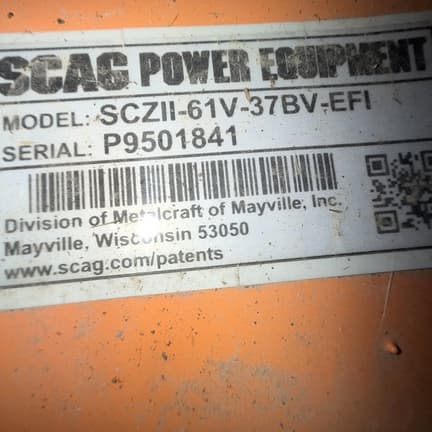 SCAG POWER EQUIPMENT
MODEL: SCZII-61V-37BV-EFI
SERIAL: P9501841
Division of Metalcraft of Mayville, Inc.
Mayville, Wisconsin 53050
www.scag.com/patents